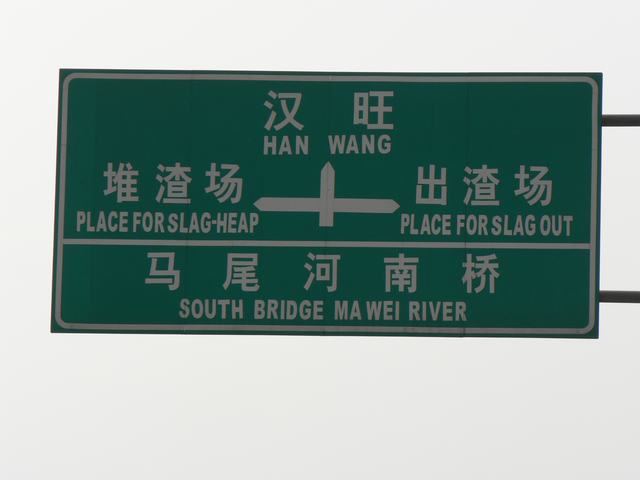 汉旺
HAN WANG
堆渣场 出渣场
PLACE FOR SLAG-HEAP PLACE FOR SLAG OUT
马尾河南桥
SOUTH BRIDGE MA WEI RIVER